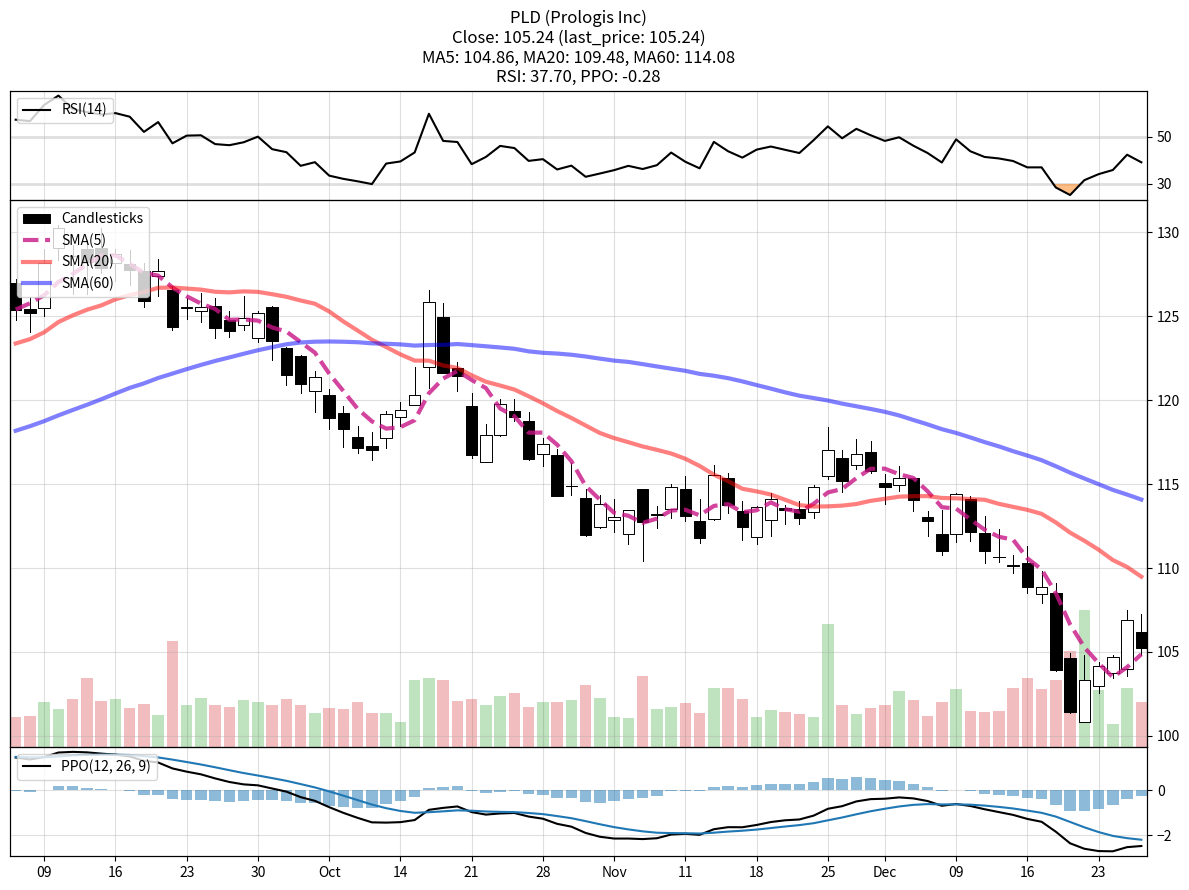 PLD (Prologis Inc)
Close: 105.24 (last_price: 105.24)
MA5: 104.86, MA20: 109.48, MA60: 114.08
RSI: 37.70, PPO: -0.28
RSI(14)
50
30
Candlesticks
SMA(5)
SMA(20)
SMA(60)
130
125
120
115
110
105
100
PPO(12, 26, 9)
0
−2
09 16 23 30 Oct 14 21 28 Nov 11 18 25 Dec 09 16 23